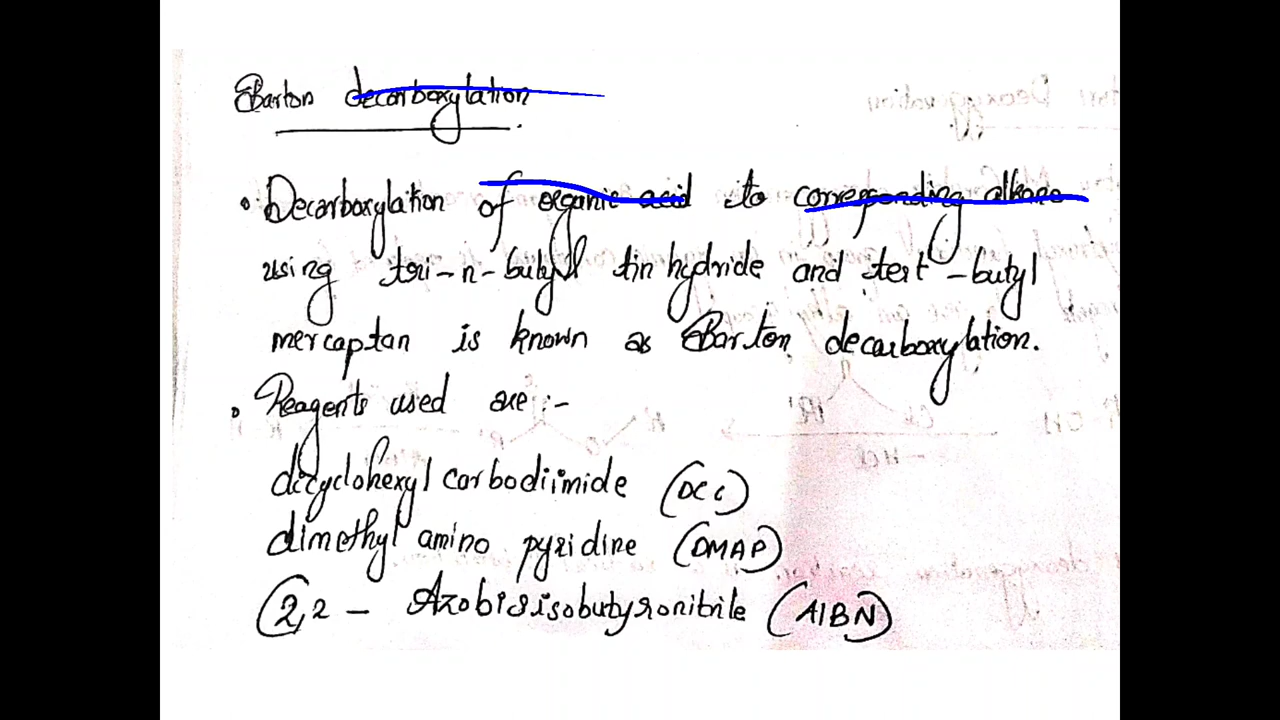 Barton decarboxylation
• Decarboxylation of organic acid to corresponding alkane
using tri-n-butyl tin hydride and tert-butyl
mercaptan is known as Barton decarboxylation.
• Reagents used are :-
dicyclohexyl carbodiimide (DCC)
dimethyl amino pyridine (DMAP)
(2,2 - Azobisisobutyronitrile (AIBN)